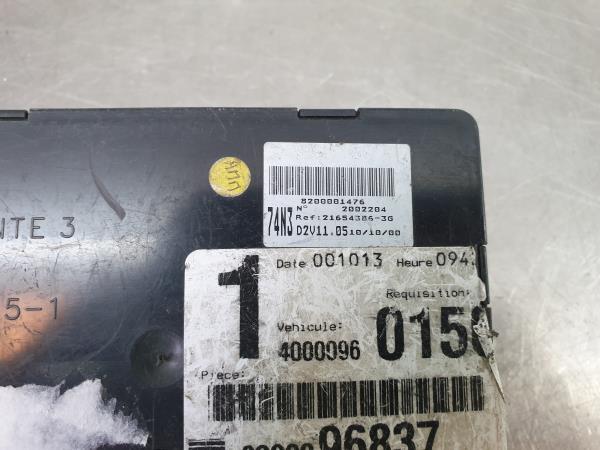 8200081476
N° 2002204
Ref:21654386-3G
74N3 D2V11.05 10/10/00
NTE 3
1 Date 001013 Heure 094
5-1
Requisition:
Vehicule: 015
4000096
Piece:
96837